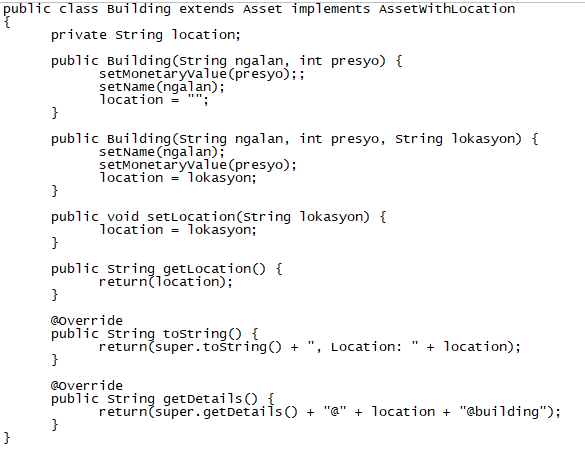 public class Building extends Asset implements AssetWithLocation
{
private String location;
public Building(String ngalan, int presyo) {
setMonetaryValue(presyo);;
setName(ngalan);
location = "";
}
public Building(String ngalan, int presyo, String lokasyon) {
setName(ngalan);
setMonetaryValue(presyo);
location = lokasyon;
}
public void setLocation(String lokasyon) {
location = lokasyon;
}
public String getLocation() {
return(location);
}
@Override
public String toString() {
return(super.toString() + ", Location: " + location);
}
@Override
public String getDetails() {
return(super.getDetails() + "@" + location + "@building");
}
}